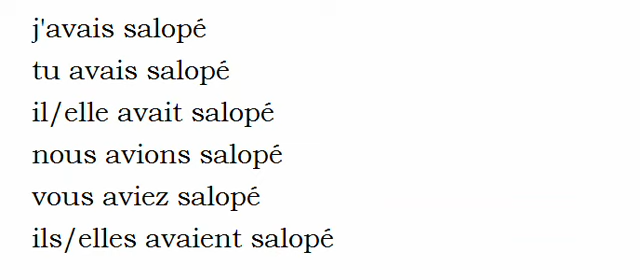 j'avais salopé
tu avais salopé
il/elle avait salopé
nous avions salopé
vous aviez salopé
ils/elles avaient salopé